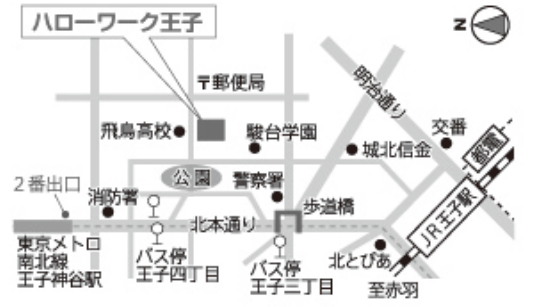 ハローワーク王子
N
〒郵便局
明治通り
飛鳥高校
駿台学園
城北信金
交番
都電
公園
警察署
2番出口
消防署
歩道橋
JR王子駅
北本通り
東京メトロ
南北線
王子神谷駅
バス停
王子四丁目
バス停
王子三丁目
北とぴあ
至赤羽